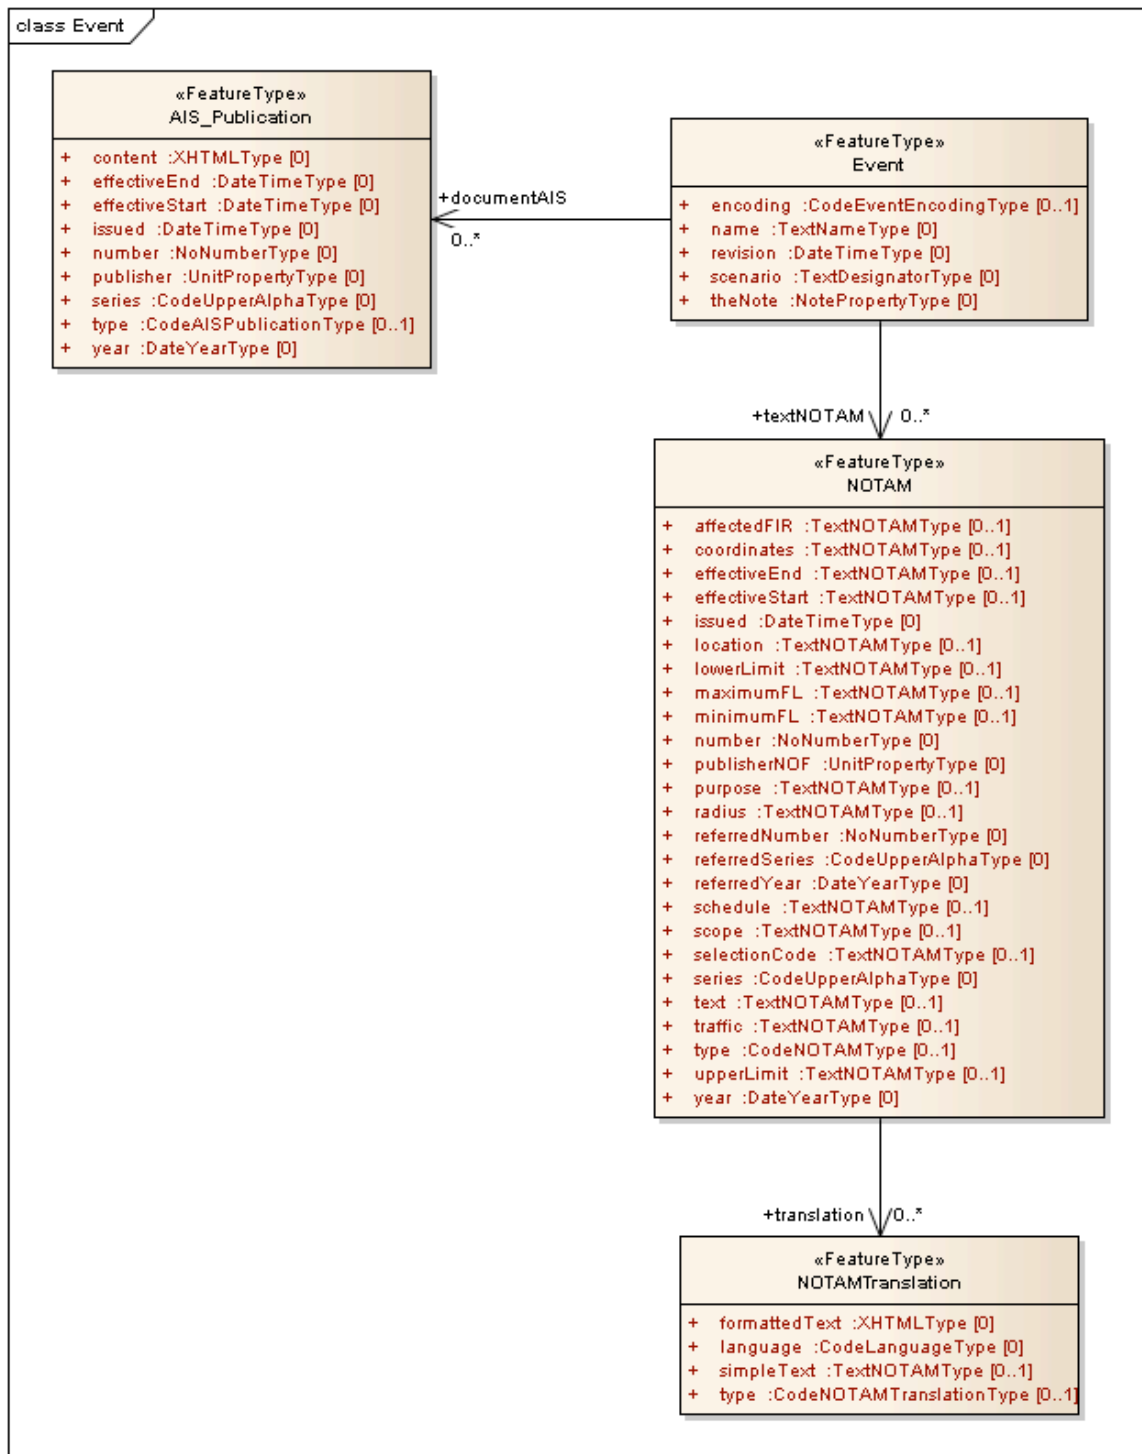 class Event
«FeatureType»
AIS_Publication
+ content :XHTMLType [0]
+ effectiveEnd :DateTimeType [0]
+ effectiveStart :DateTimeType [0]
+ issued :DateTimeType [0]
+ number :NoNumberType [0]
+ publisher :UnitPropertyType [0]
+ series :CodeUpperAlphaType [0]
+ type :CodeAISPublicationType [0..1]
+ year :DateYearType [0]
+documentAIS
0..*
«FeatureType»
Event
+ encoding :CodeEventEncodingType [0..1]
+ name :TextNameType [0]
+ revision :DateTimeType [0]
+ scenario :TextDesignatorType [0]
+ theNote :NotePropertyType [0]
+textNOTAM 0..*
«FeatureType»
NOTAM
+ affectedFIR :TextNOTAMType [0..1]
+ coordinates :TextNOTAMType [0..1]
+ effectiveEnd :TextNOTAMType [0..1]
+ effectiveStart :TextNOTAMType [0..1]
+ issued :DateTimeType [0]
+ location :TextNOTAMType [0..1]
+ lowerLimit :TextNOTAMType [0..1]
+ maximumFL :TextNOTAMType [0..1]
+ minimumFL :TextNOTAMType [0..1]
+ number :NoNumberType [0]
+ publisherNOF :UnitPropertyType [0]
+ purpose :TextNOTAMType [0..1]
+ radius :TextNOTAMType [0..1]
+ referredNumber :NoNumberType [0]
+ referredSeries :CodeUpperAlphaType [0]
+ referredYear :DateYearType [0]
+ schedule :TextNOTAMType [0..1]
+ scope :TextNOTAMType [0..1]
+ selectionCode :TextNOTAMType [0..1]
+ series :CodeUpperAlphaType [0]
+ text :TextNOTAMType [0..1]
+ traffic :TextNOTAMType [0..1]
+ type :CodeNOTAMType [0..1]
+ upperLimit :TextNOTAMType [0..1]
+ year :DateYearType [0]
+translation 0..*
«FeatureType»
NOTAMTranslation
+ formattedText :XHTMLType [0]
+ language :CodeLanguageType [0]
+ simpleText :TextNOTAMType [0..1]
+ type :CodeNOTAMTranslationType [0..1]